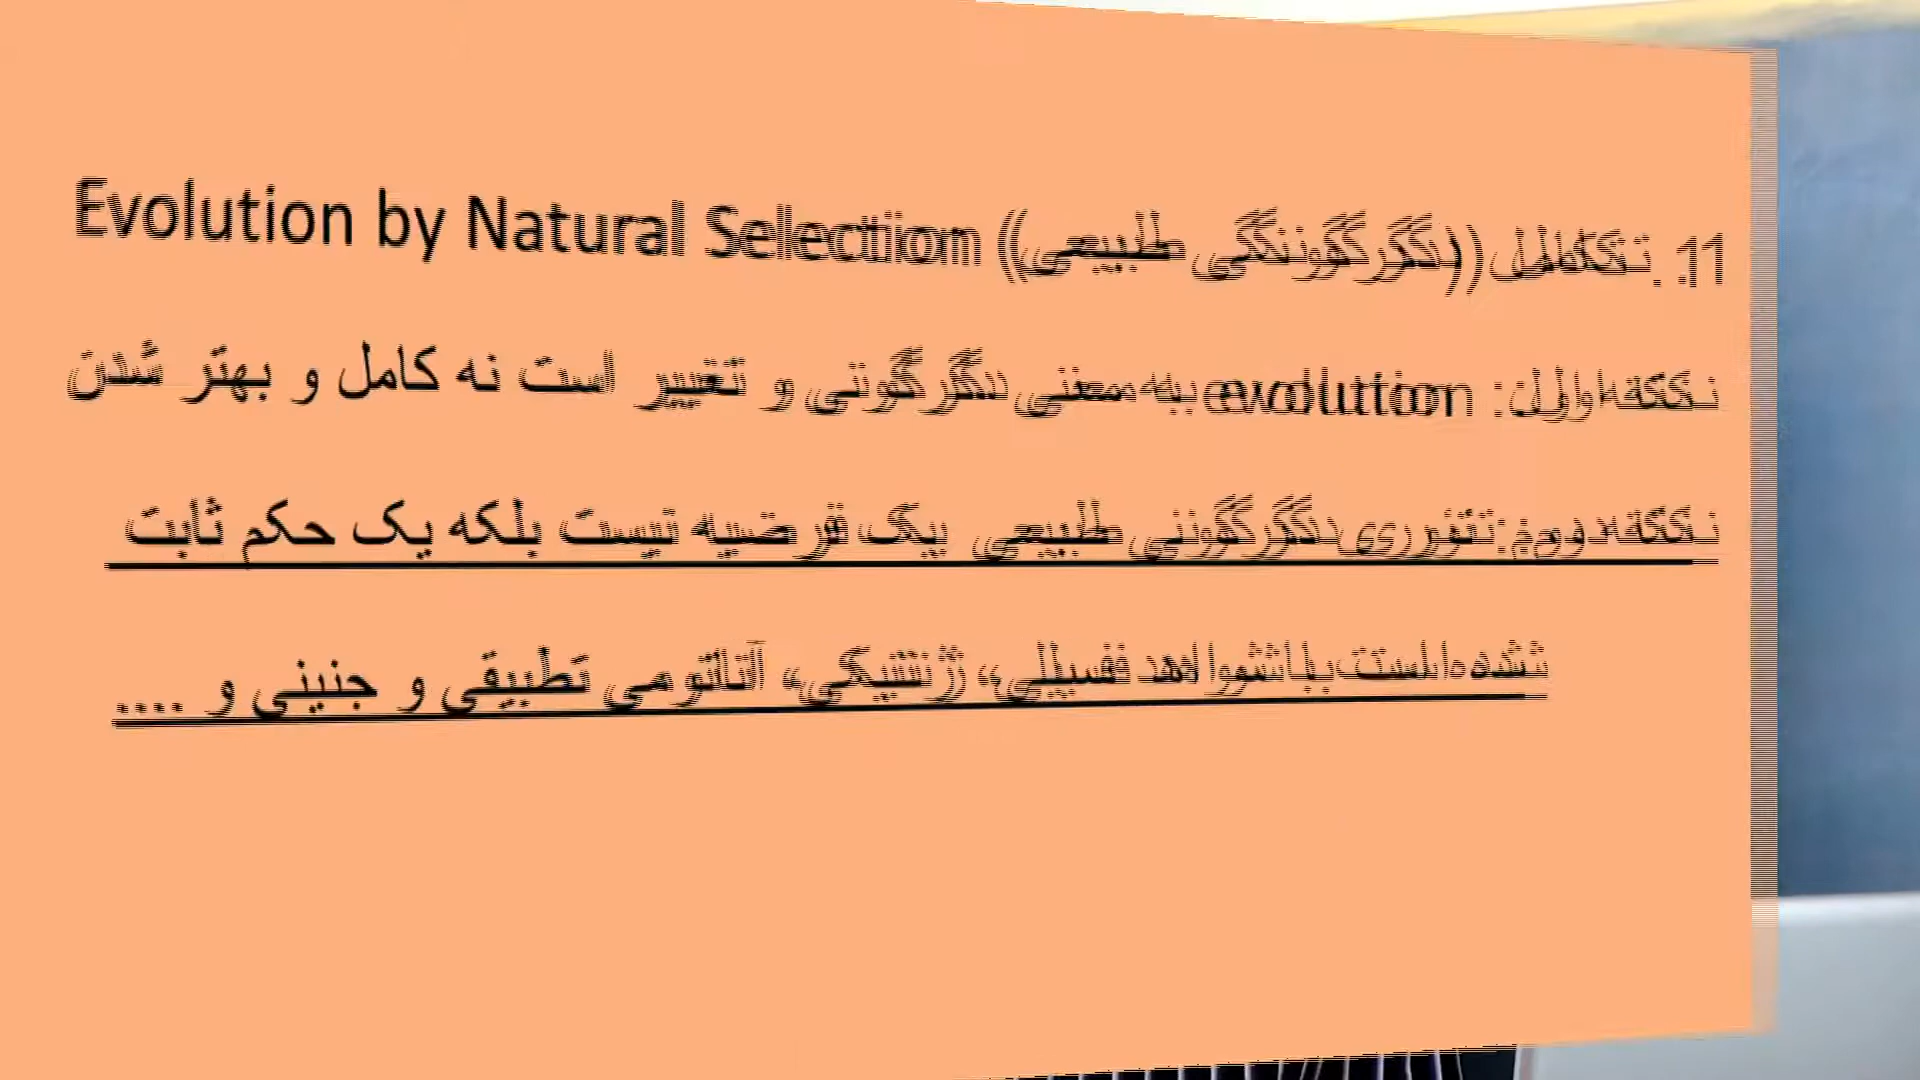 1. تکامل (دگرگونگی طبیعی) Evolution by Natural Selection
نکته اول: evolution به معنی دگرگونی و تغییر است نه کامل و بهتر شدن
نکته دوم: تئوری دگرگونی طبیعی یک فرضیه نیست بلکه یک حکم ثابت
شده است با شواهد فسیلی، ژنتیکی، آناتومی تطبیقی و جنینی و ....